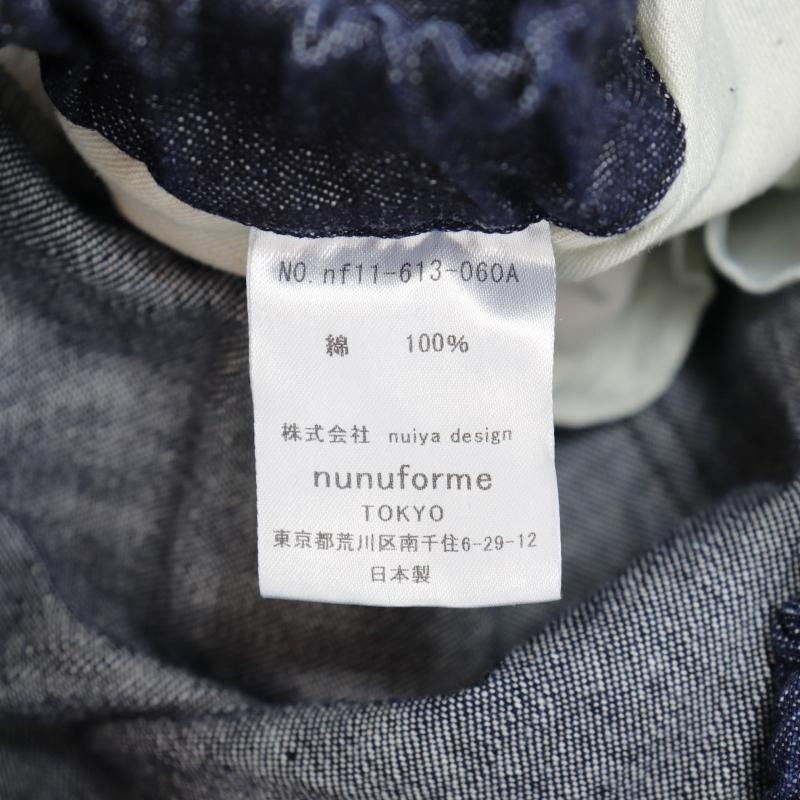 NO. nf11-613-060A
綿 100%
株式会社 nuiya design
nunuforme
TOKYO
東京都荒川区南千住6-29-12
日本製